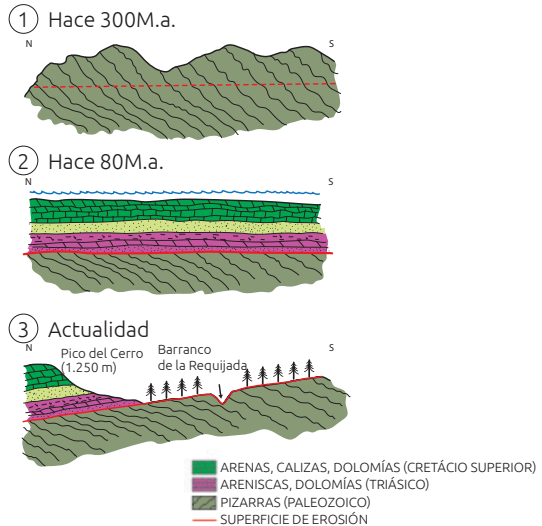 1 Hace 300M.a.
N S
2 Hace 80M.a.
N S
3 Actualidad
N S
Pico del Cerro
(1.250 m)
Barranco
de la Requijada
ARENAS, CALIZAS, DOLOMÍAS (CRETÁCIO SUPERIOR)
ARENISCAS, DOLOMÍAS (TRIÁSICO)
PIZARRAS (PALEOZOICO)
SUPERFICIE DE EROSIÓN